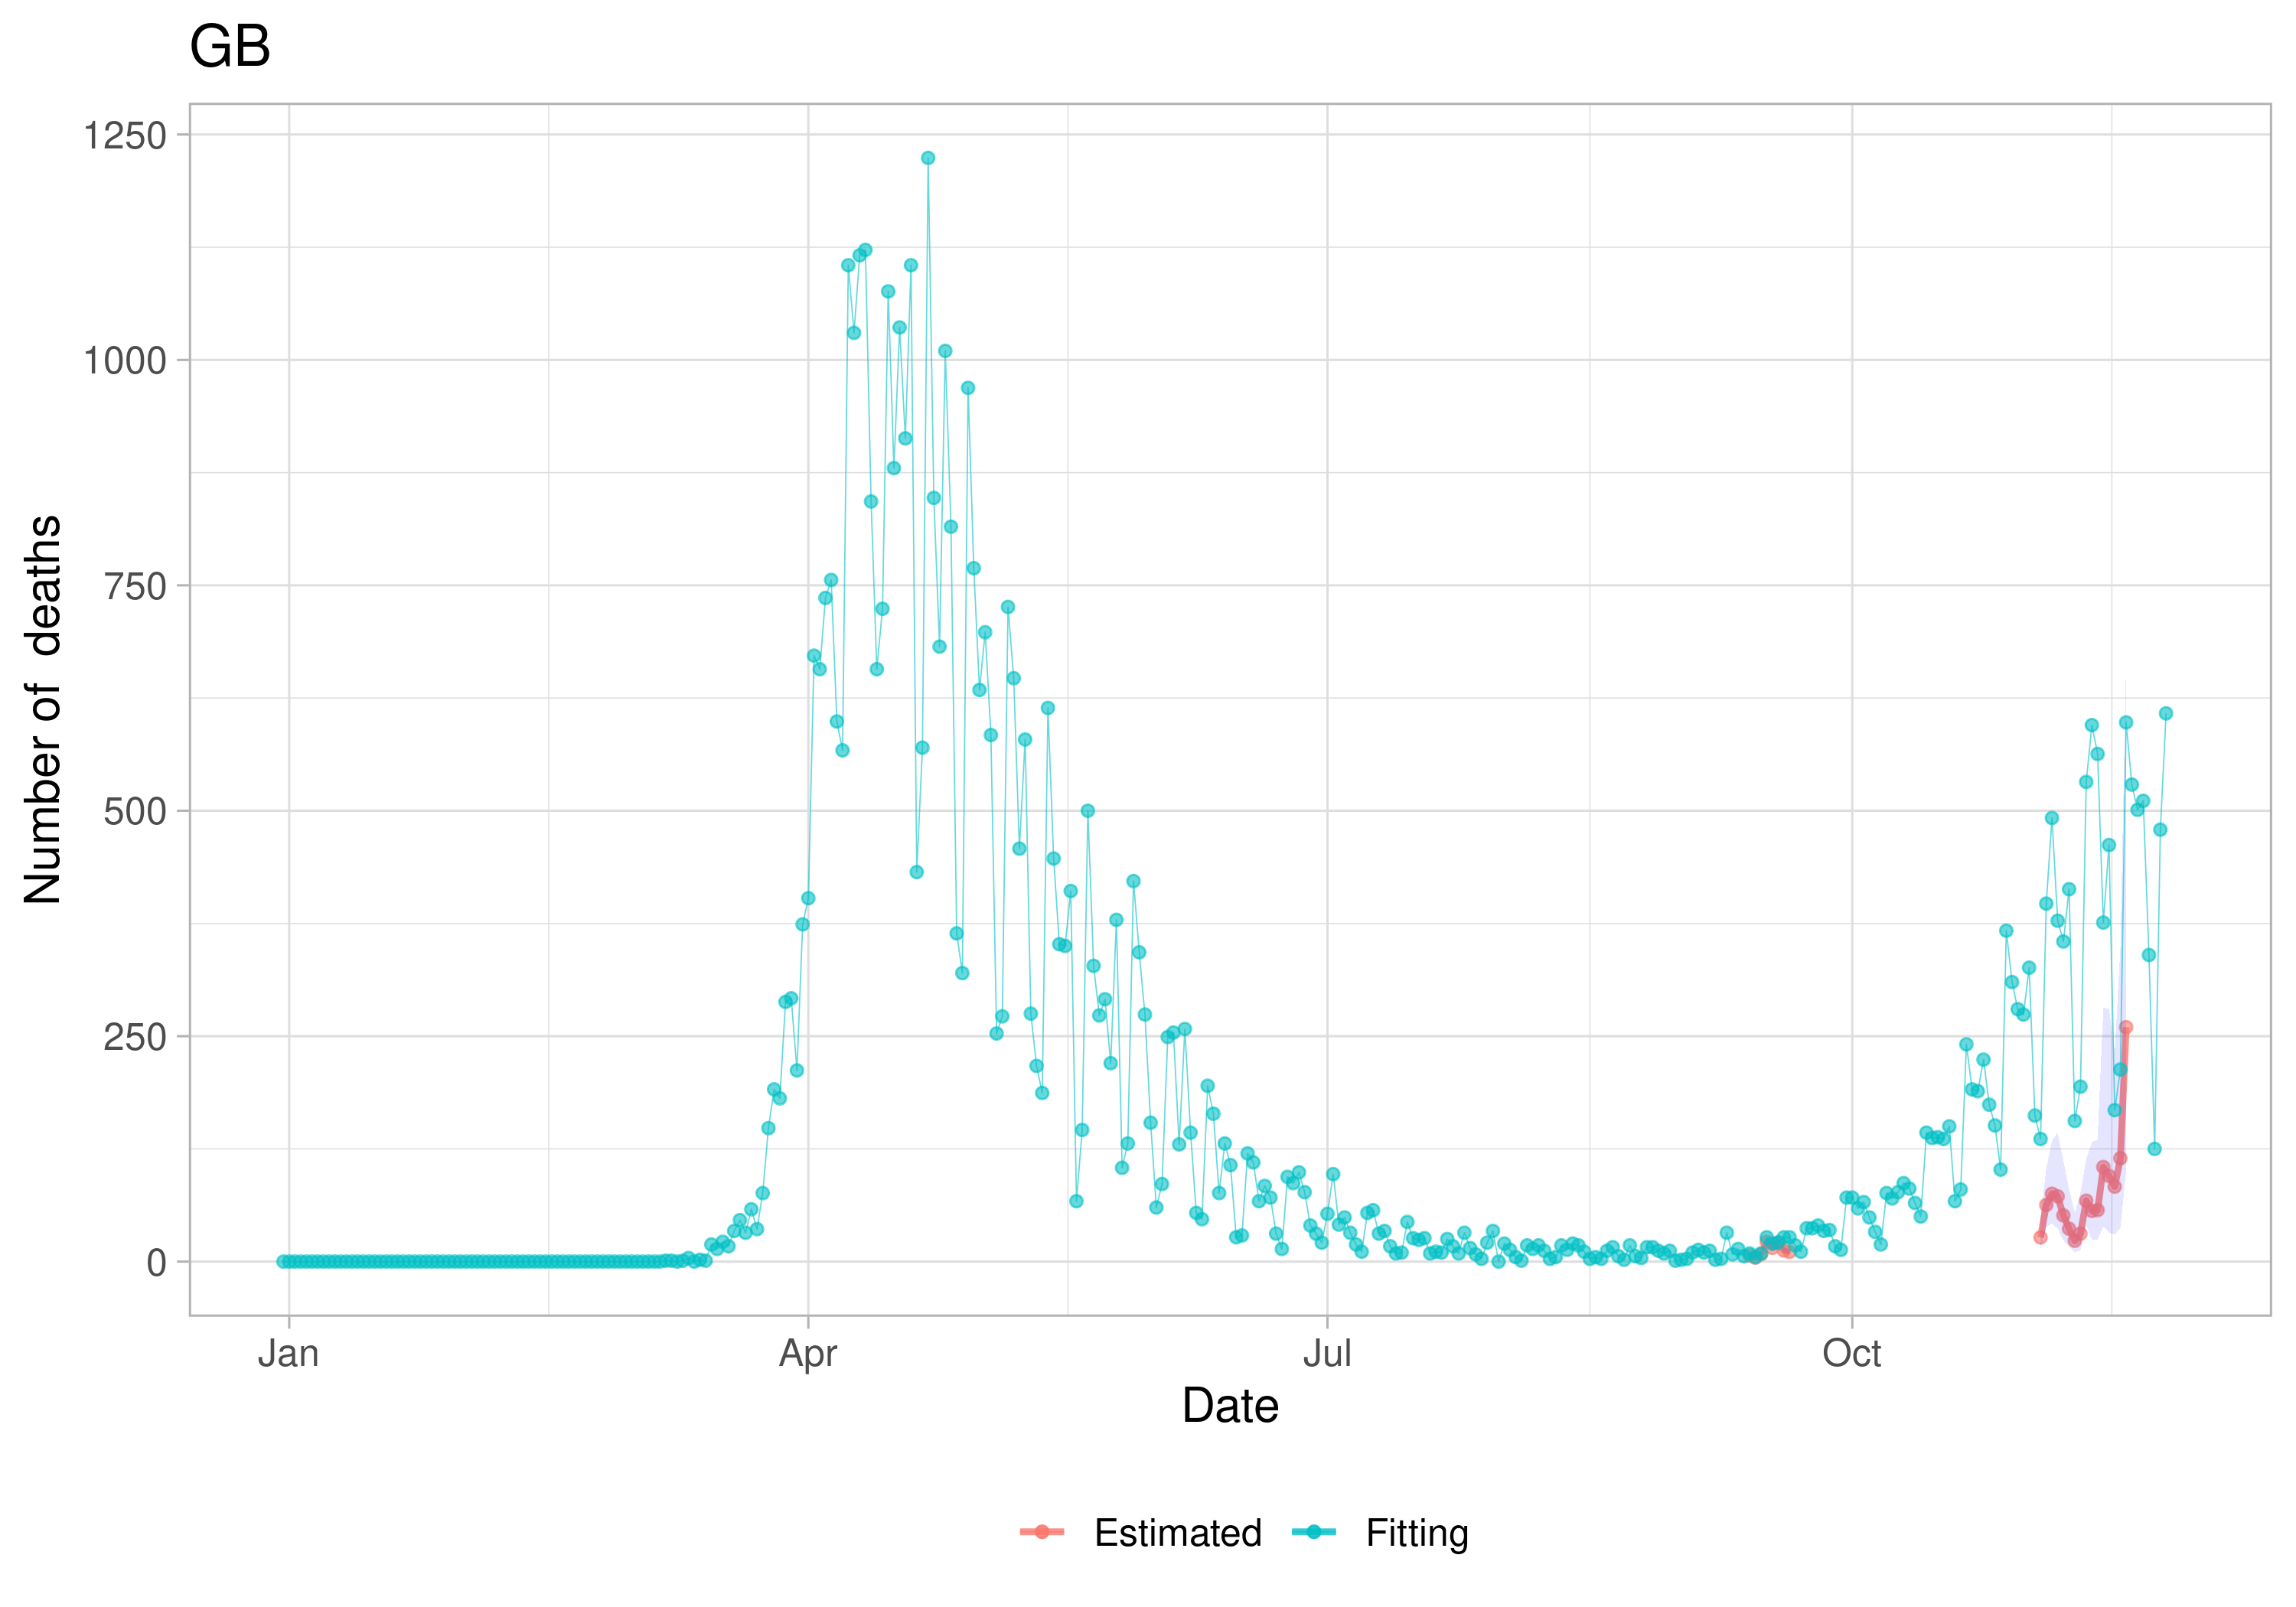 GB
1250
1000
750
500
250
0
Number of deaths
Jan Apr Jul Oct
Date
Estimated Fitting